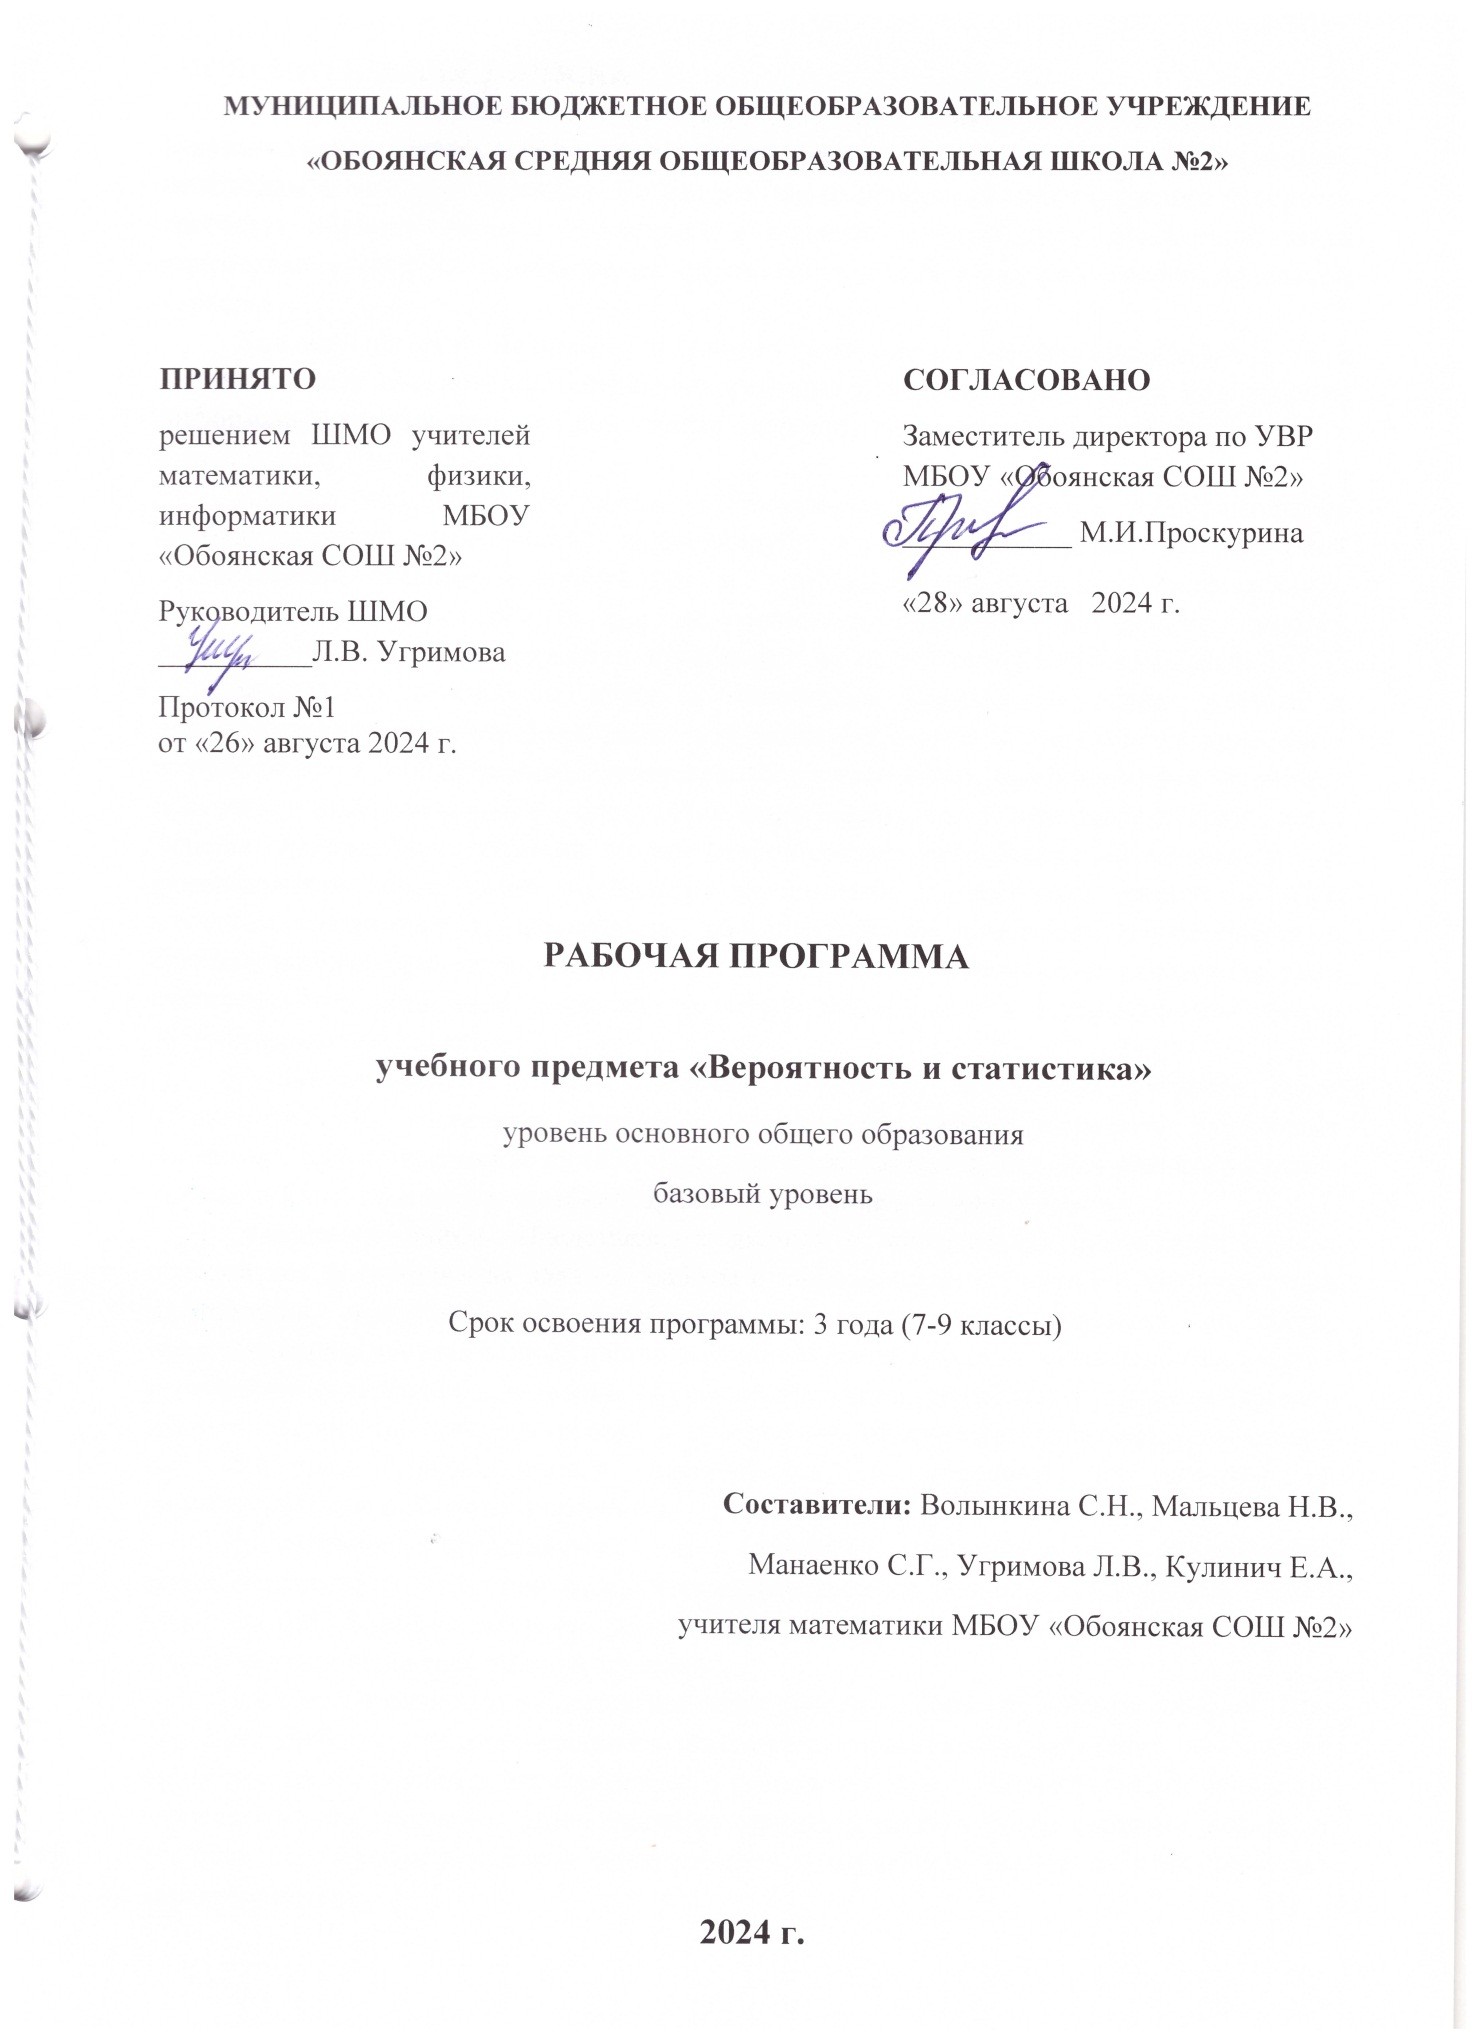 МУНИЦИПАЛЬНОЕ БЮДЖЕТНОЕ ОБЩЕОБРАЗОВАТЕЛЬНОЕ УЧРЕЖДЕНИЕ
«ОБОЯНСКАЯ СРЕДНЯЯ ОБЩЕОБРАЗОВАТЕЛЬНАЯ ШКОЛА №2»
ПРИНЯТО
решением ШМО учителей
математики, физики,
информатики МБОУ
«Обоянская СОШ №2»
Руководитель ШМО
__________Л.В. Угримова
Протокол №1
от «26» августа 2024 г.
СОГЛАСОВАНО
Заместитель директора по УВР
МБОУ «Обоянская СОШ №2»
___________ М.И.Проскурина
«28» августа 2024 г.
РАБОЧАЯ ПРОГРАММА
учебного предмета «Вероятность и статистика»
уровень основного общего образования
базовый уровень
Срок освоения программы: 3 года (7-9 классы)
Составители: Волынкина С.Н., Мальцева Н.В.,
Манаенко С.Г., Угримова Л.В., Кулинич Е.А.,
учителя математики МБОУ «Обоянская СОШ №2»
2024 г.